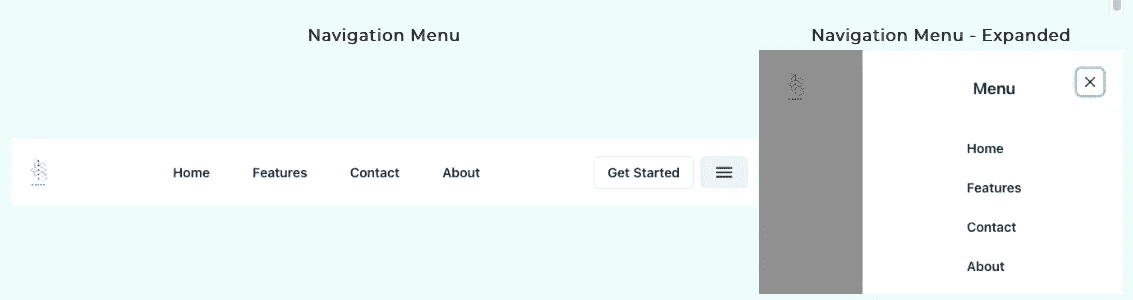 Navigation Menu
Home Features Contact About Get Started
Navigation Menu - Expanded
Menu
Home
Features
Contact
About